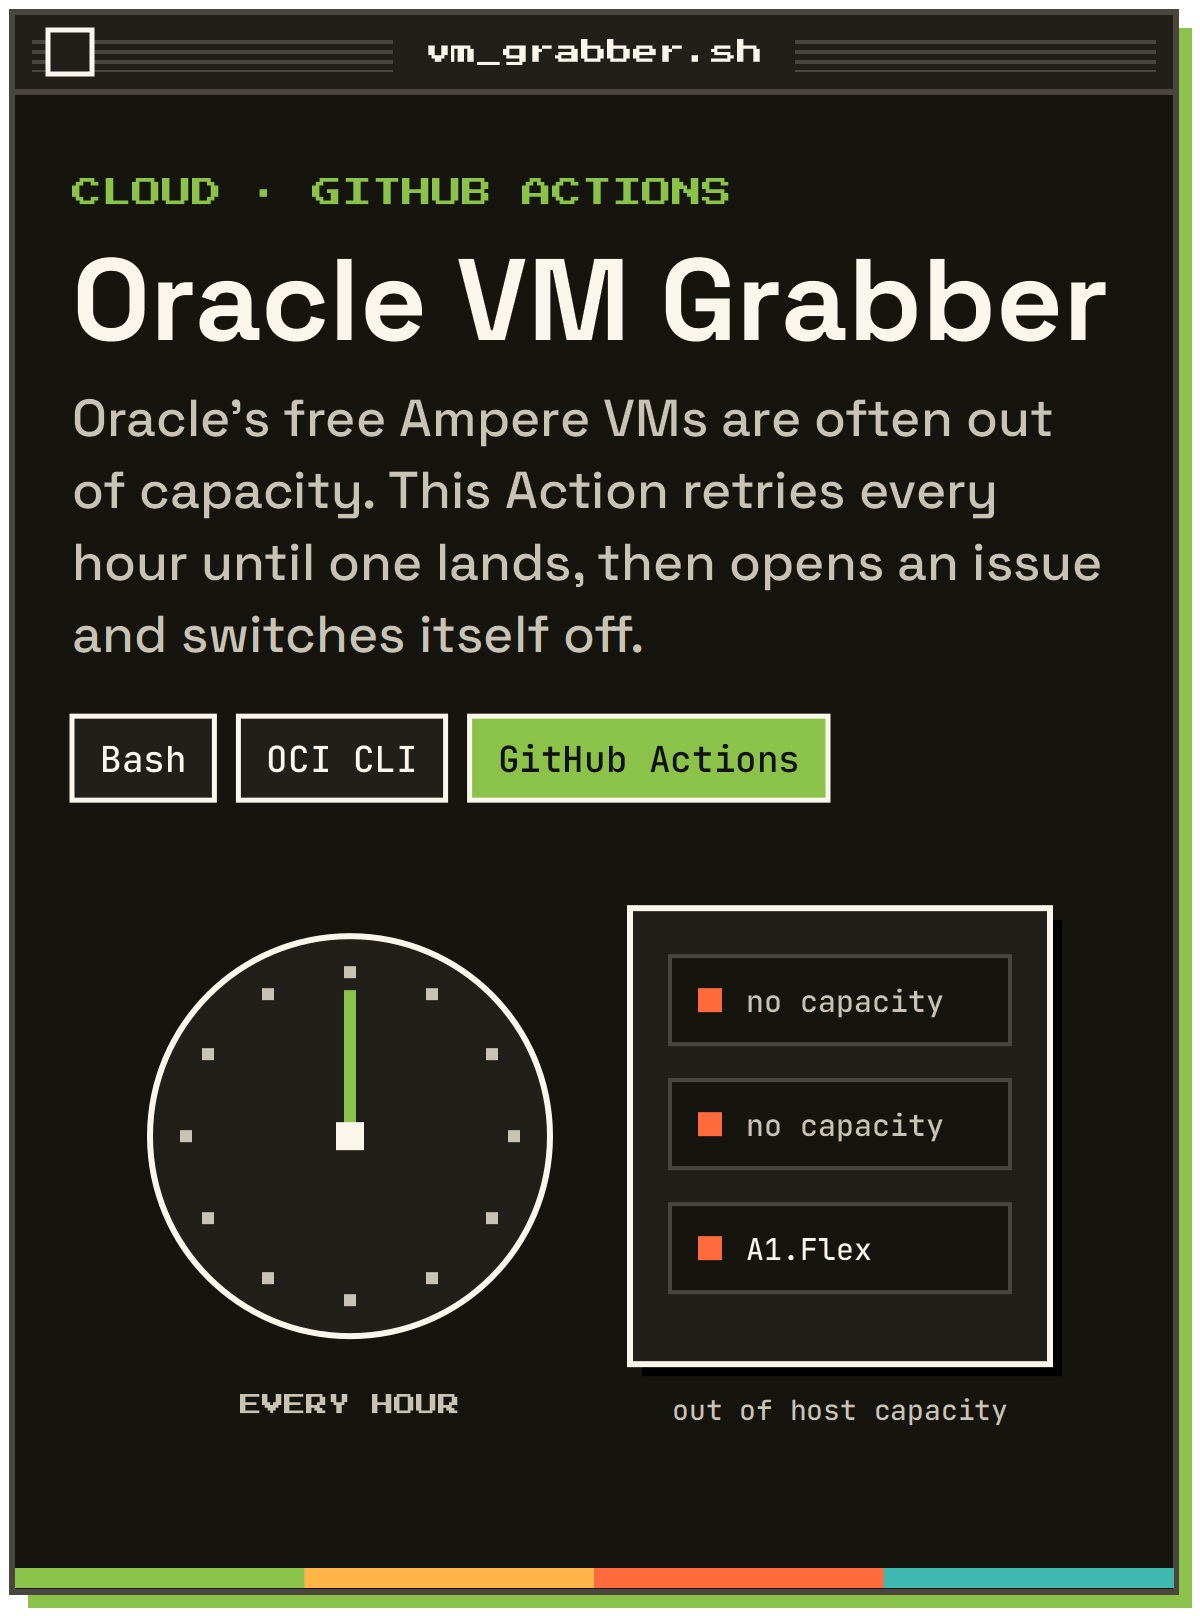 vm_grabber.sh
CLOUD · GITHUB ACTIONS
Oracle VM Grabber
Oracle’s free Ampere VMs are often out
of capacity. This Action retries every
hour until one lands, then opens an issue
and switches itself off.
Bash
OCI CLI
GitHub Actions
no capacity
no capacity
A1.Flex
EVERY HOUR
out of host capacity